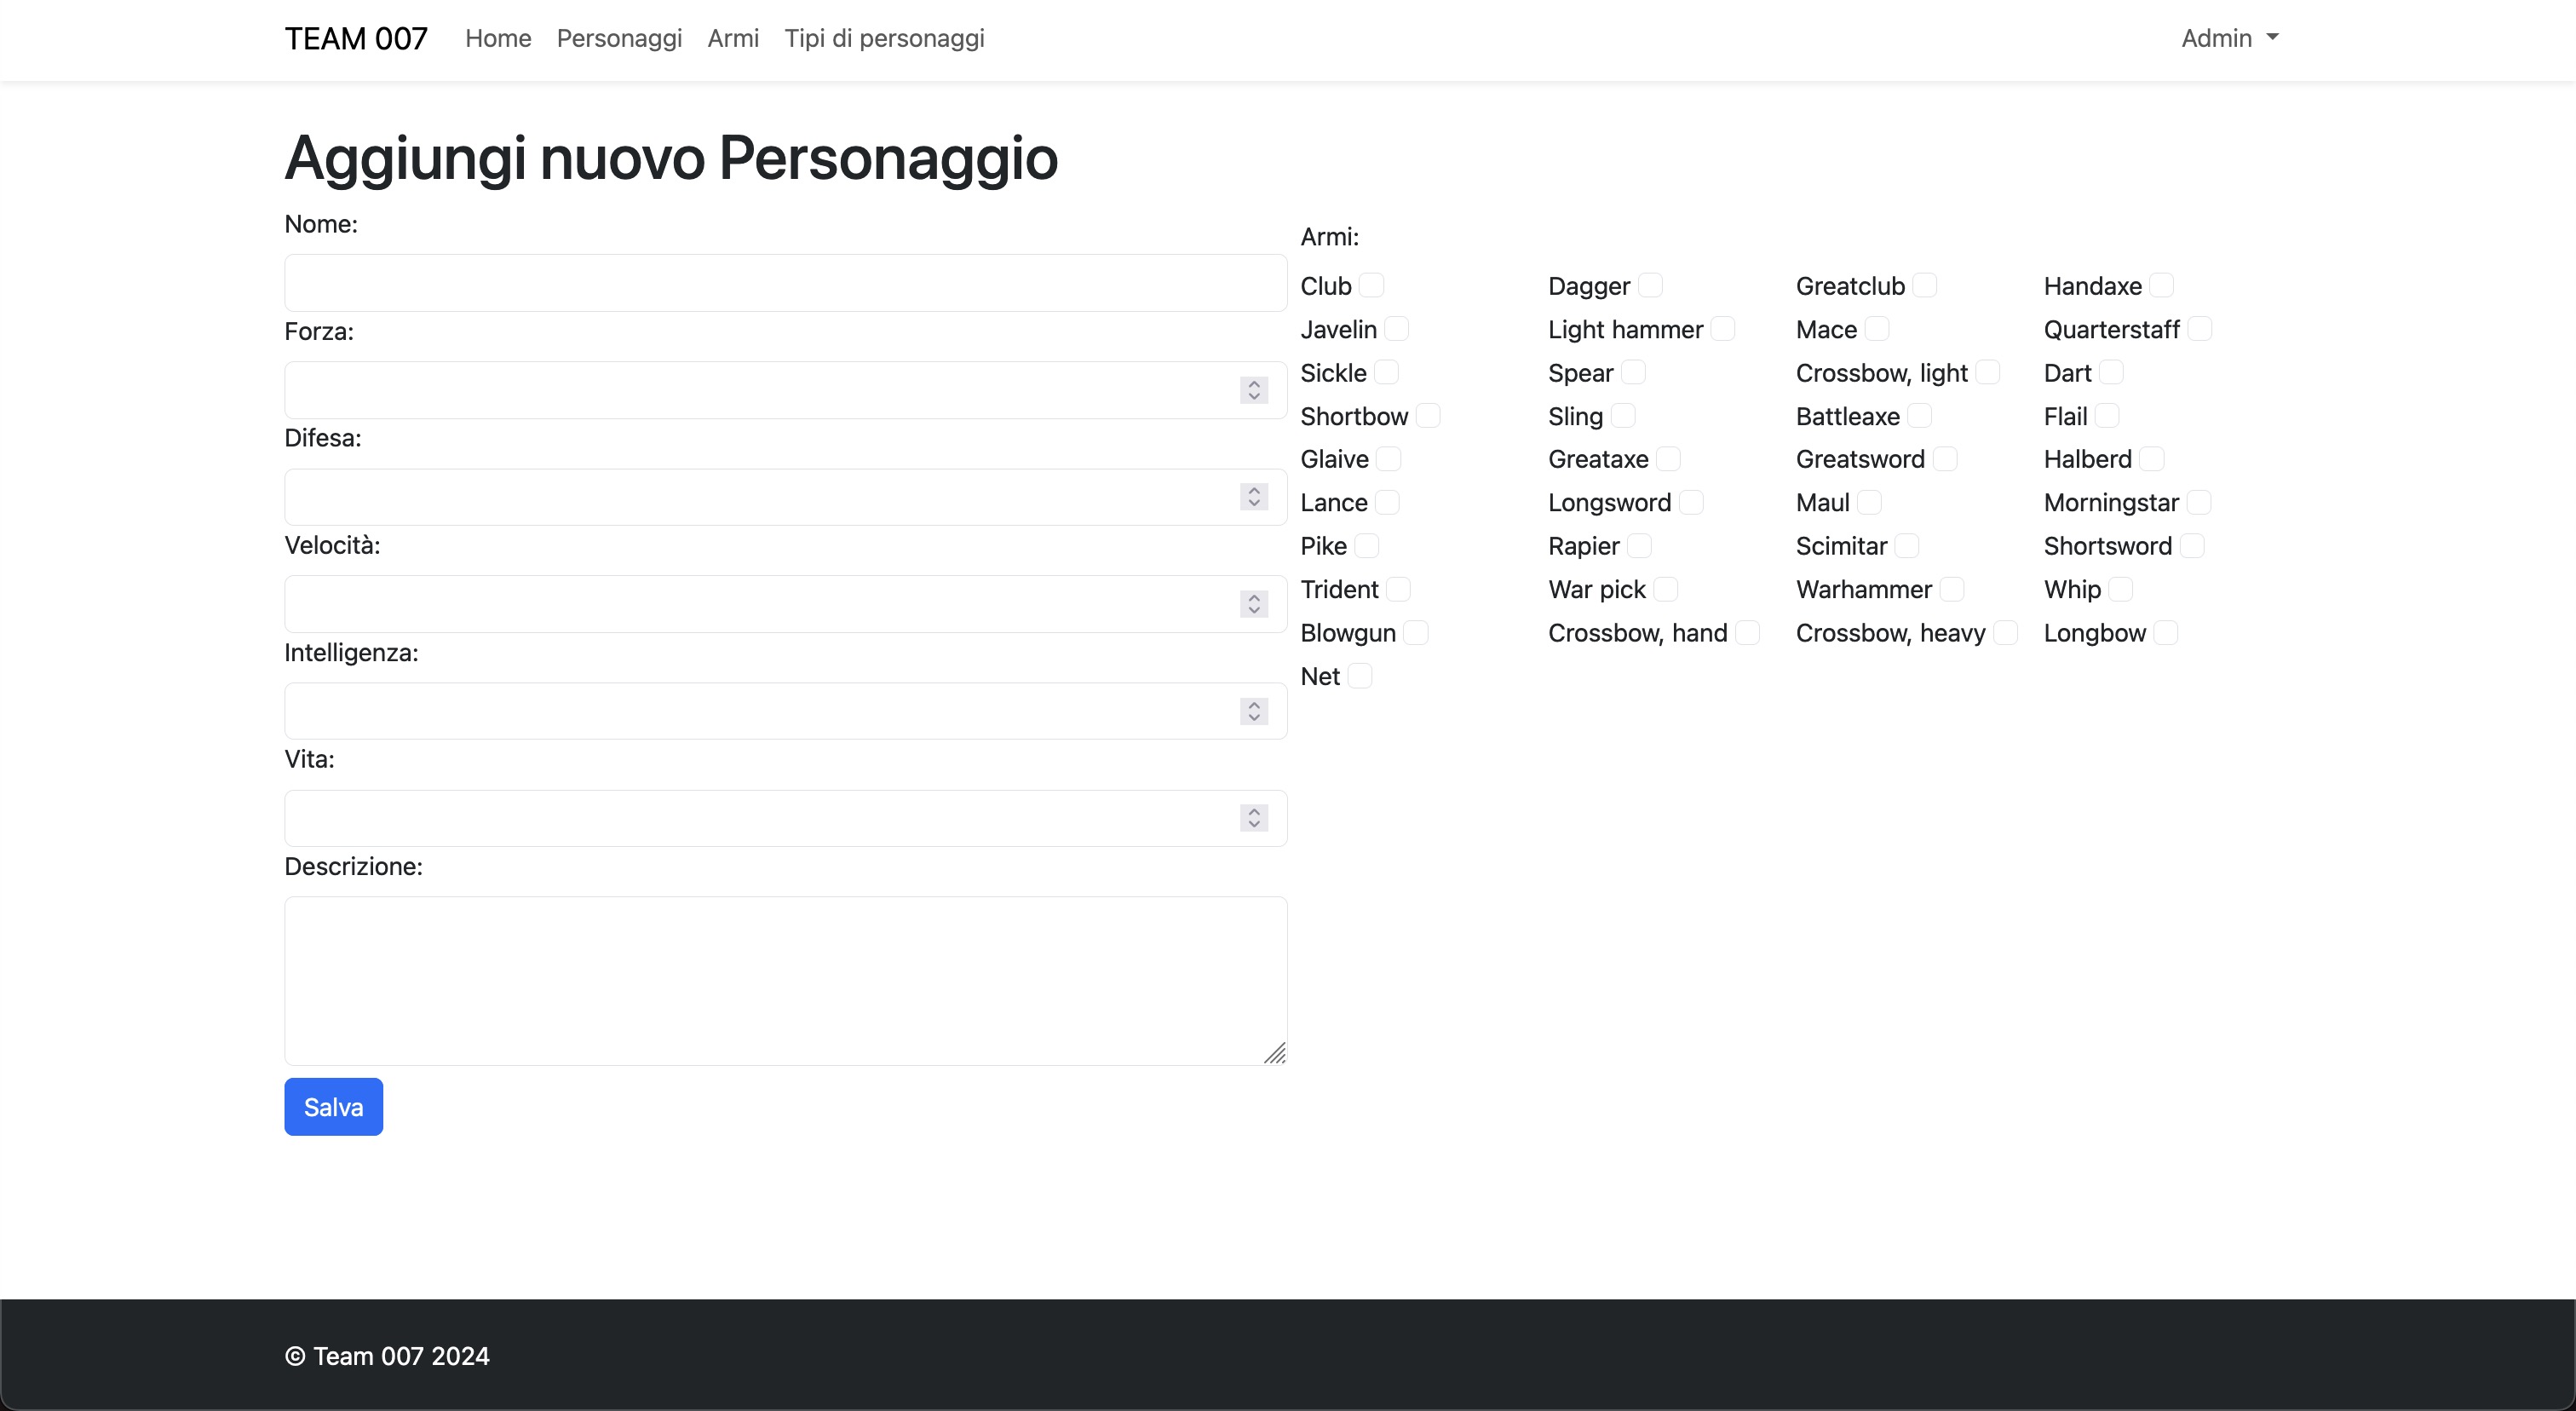 TEAM 007 Home Personaggi Armi Tipi di personaggi Admin
Aggiungi nuovo Personaggio
Nome:
Forza:
Difesa:
Velocità:
Intelligenza:
Vita:
Descrizione:
Salva
Armi:
Club Dagger Greatclub Handaxe
Javelin Light hammer Mace Quarterstaff
Sickle Spear Crossbow, light Dart
Shortbow Sling Battleaxe Flail
Glaive Greataxe Greatsword Halberd
Lance Longsword Maul Morningstar
Pike Rapier Scimitar Shortsword
Trident War pick Warhammer Whip
Blowgun Crossbow, hand Crossbow, heavy Longbow
Net
© Team 007 2024